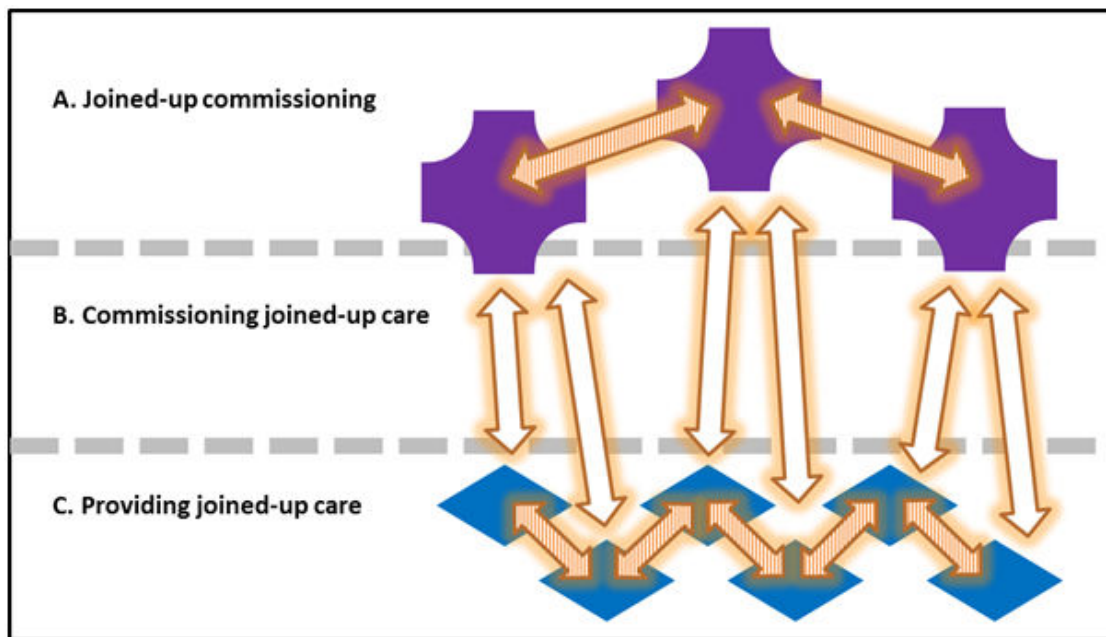 A. Joined-up commissioning
B. Commissioning joined-up care
C. Providing joined-up care